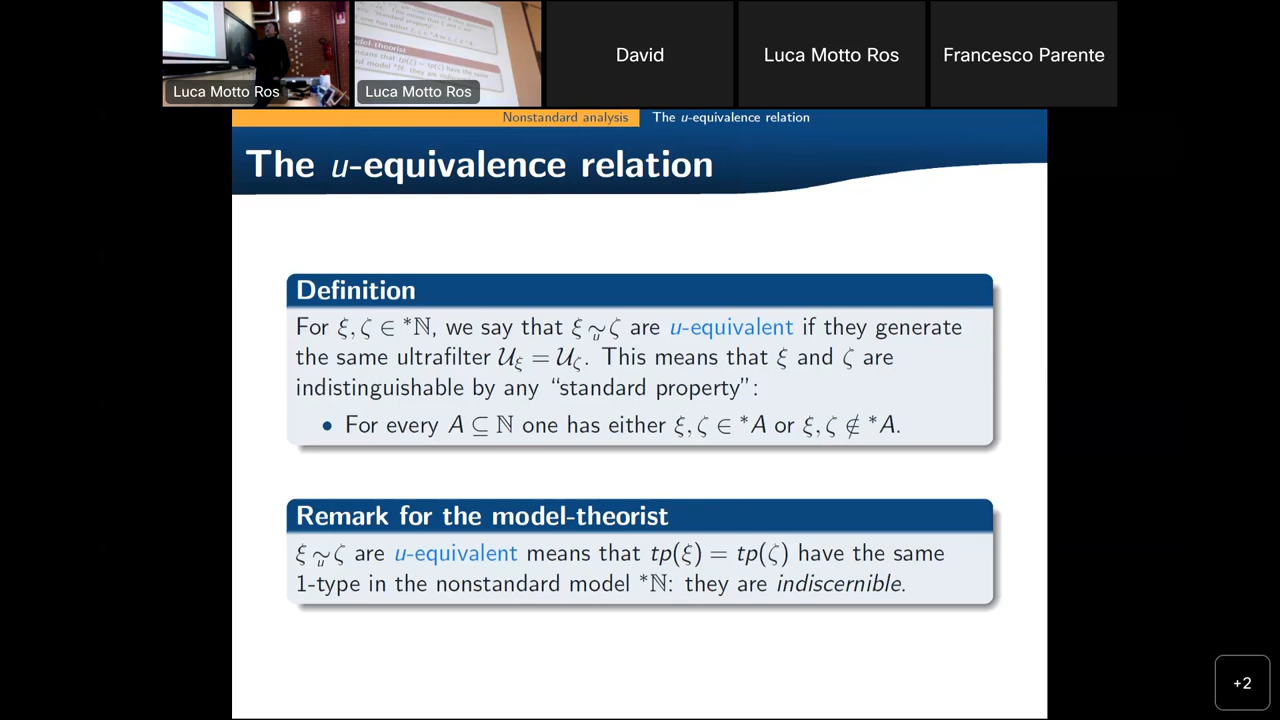 Luca Motto Ros
Luca Motto Ros
David
Luca Motto Ros
Francesco Parente
Nonstandard analysis
The u-equivalence relation
The u-equivalence relation
Definition
For ξ, ζ ∈ *ℕ, we say that ξ ∼ᵤ ζ are u-equivalent if they generate
the same ultrafilter 𝒰_ξ = 𝒰_ζ. This means that ξ and ζ are
indistinguishable by any “standard property”:
• For every A ⊆ ℕ one has either ξ, ζ ∈ *A or ξ, ζ ∉ *A.
Remark for the model-theorist
ξ ∼ᵤ ζ are u-equivalent means that tp(ξ) = tp(ζ) have the same
1-type in the nonstandard model *ℕ: they are indiscernible.
+2